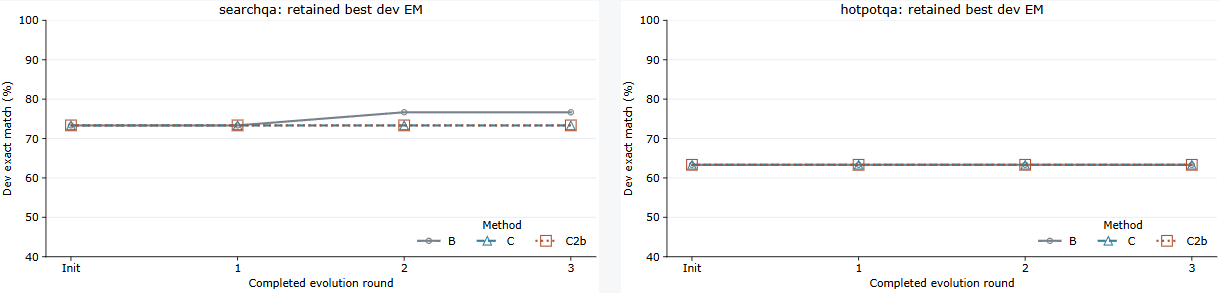 searchqa: retained best dev EM
100
90
80
70
60
50
40
Dev exact match (%)
Method
B C C2b
Init 1 2 3
Completed evolution round
hotpotqa: retained best dev EM
100
90
80
70
60
50
40
Dev exact match (%)
Method
B C C2b
Init 1 2 3
Completed evolution round